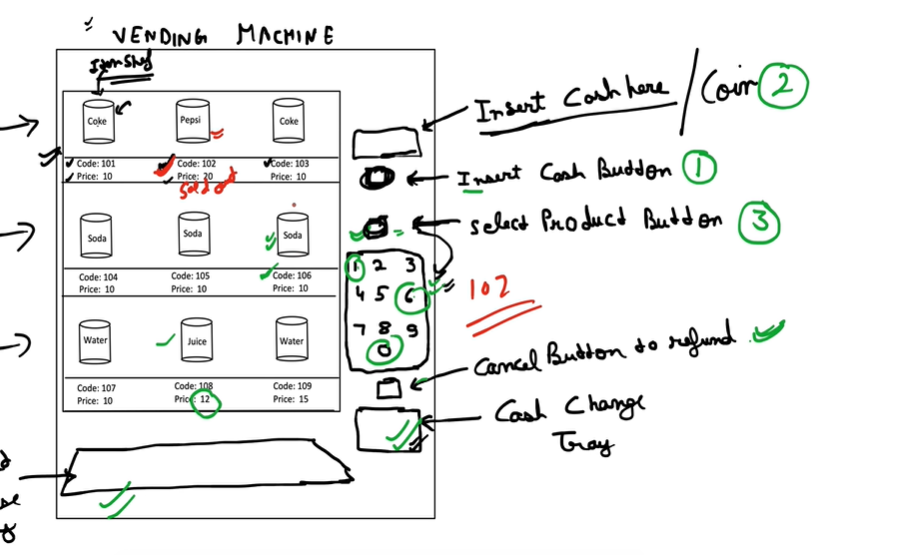 VENDING MACHINE
Item Shelf
Coke
Pepsi
Coke
Code: 101
Price: 10
Code: 102
Price: 20
Sold out
Code: 103
Price: 10
Soda
Soda
Soda
Code: 104
Price: 10
Code: 105
Price: 10
Code: 106
Price: 10
Water
Juice
Water
Code: 107
Price: 10
Code: 108
Price: 12
Code: 109
Price: 15
Insert Cash here / Coin 2
Insert Cash Button 1
select Product Button 3
1 2 3
4 5 6
7 8 9
0
102
Cancel Button to refund
Cash Change
Tray